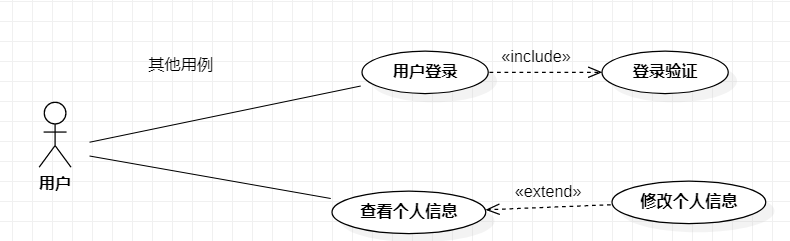 其他用例
用户登录
«include»
登录验证
用户
查看个人信息
«extend»
修改个人信息